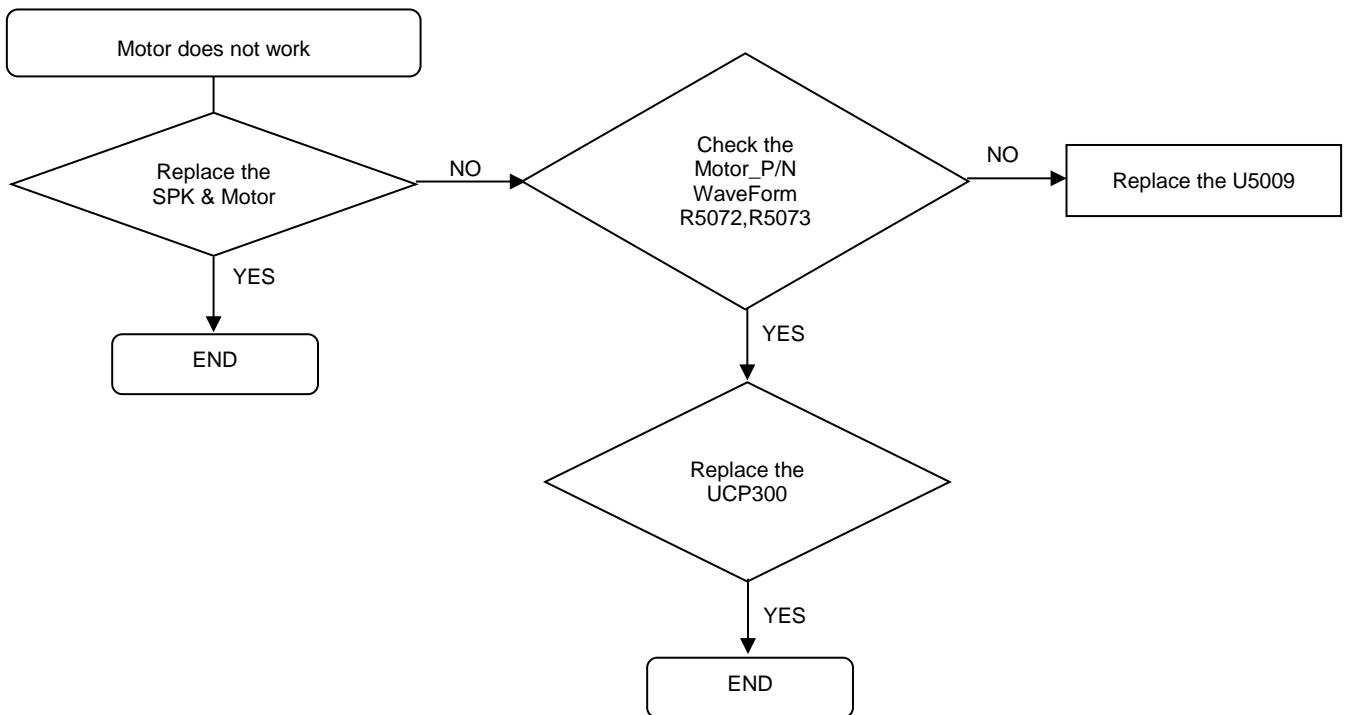 Motor does not work
Replace the
SPK & Motor
NO
YES
END
Check the
Motor_P/N
WaveForm
R5072,R5073
NO
Replace the U5009
YES
Replace the
UCP300
YES
END